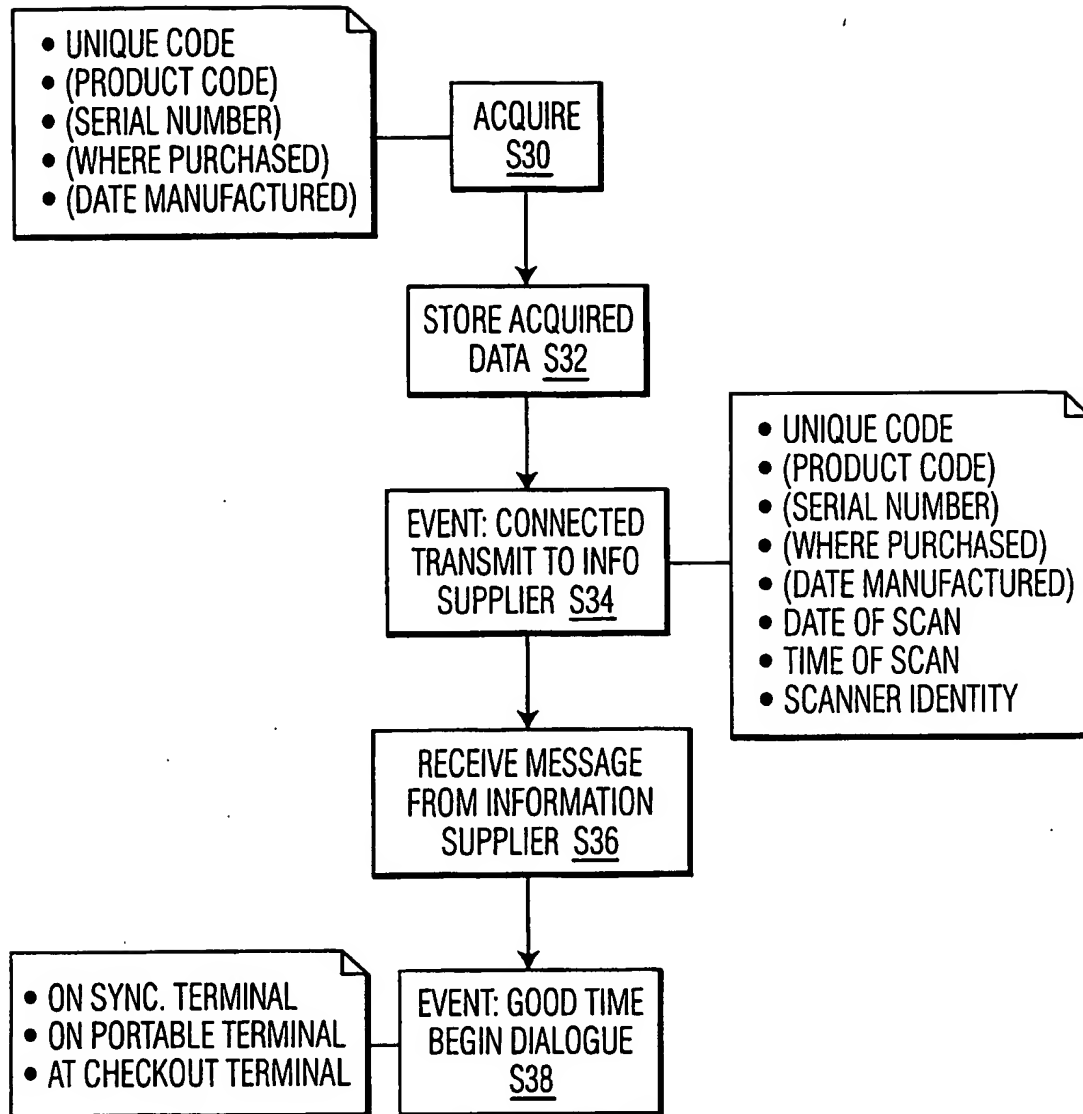 • UNIQUE CODE
• (PRODUCT CODE)
• (SERIAL NUMBER)
• (WHERE PURCHASED)
• (DATE MANUFACTURED)
ACQUIRE
S30
STORE ACQUIRED
DATA S32
EVENT: CONNECTED
TRANSMIT TO INFO
SUPPLIER S34
• UNIQUE CODE
• (PRODUCT CODE)
• (SERIAL NUMBER)
• (WHERE PURCHASED)
• (DATE MANUFACTURED)
• DATE OF SCAN
• TIME OF SCAN
• SCANNER IDENTITY
RECEIVE MESSAGE
FROM INFORMATION
SUPPLIER S36
• ON SYNC. TERMINAL
• ON PORTABLE TERMINAL
• AT CHECKOUT TERMINAL
EVENT: GOOD TIME
BEGIN DIALOGUE
S38